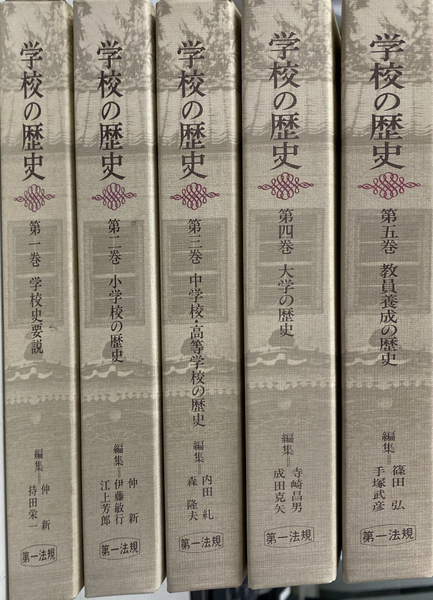 学校の歴史
第一巻 学校史要説
編集 仲 新
持田栄一
第一法規
学校の歴史
第二巻 小学校の歴史
編集 仲 新
伊藤敏行
江上芳郎
第一法規
学校の歴史
第三巻 中学校・高等学校の歴史
編集 内田 糺
森 隆夫
第一法規
学校の歴史
第四巻 大学の歴史
編集 寺﨑昌男
成田克矢
第一法規
学校の歴史
第五巻 教員養成の歴史
編集 篠田 弘
手塚武彦
第一法規